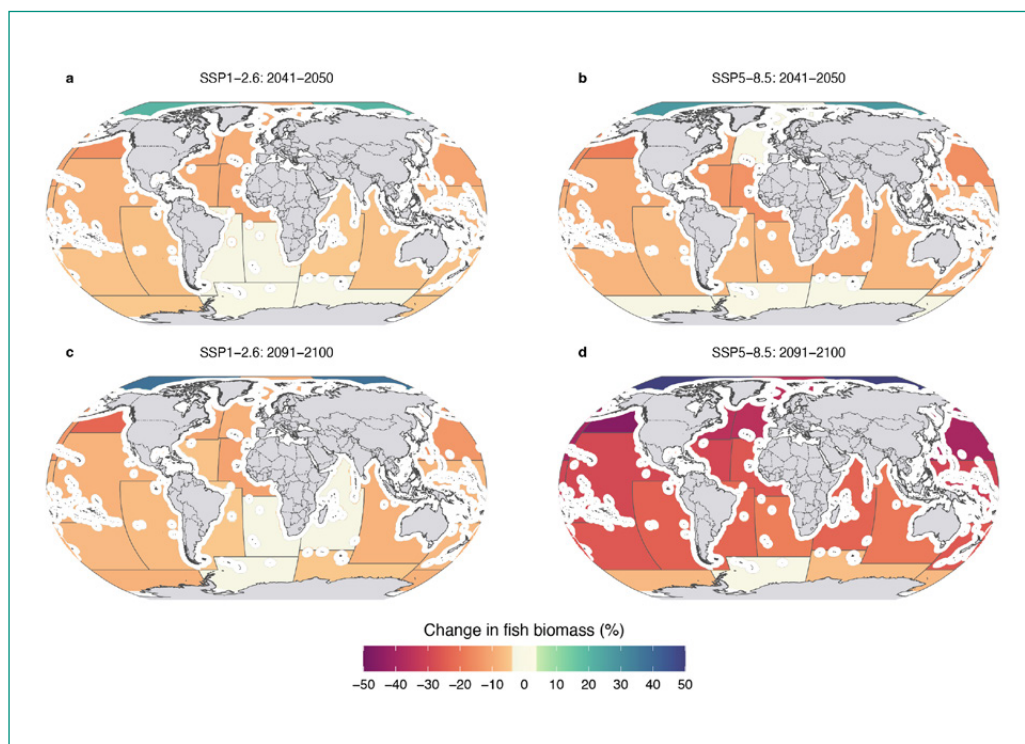 a
SSP1−2.6: 2041−2050
b
SSP5−8.5: 2041−2050
c
SSP1−2.6: 2091−2100
d
SSP5−8.5: 2091−2100
Change in fish biomass (%)
−50 −40 −30 −20 −10 0 10 20 30 40 50